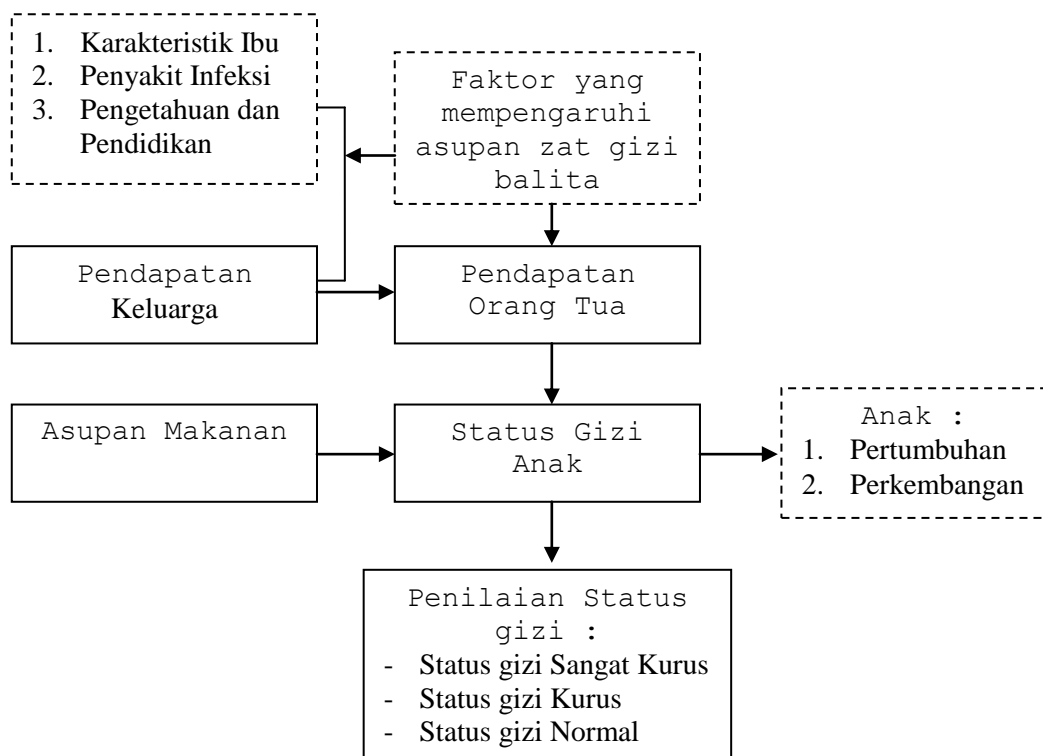 1. Karakteristik Ibu
2. Penyakit Infeksi
3. Pengetahuan dan
Pendidikan
Faktor yang
mempengaruhi
asupan zat gizi
balita
Pendapatan
Keluarga
Pendapatan
Orang Tua
Asupan Makanan
Status Gizi
Anak
Anak :
1. Pertumbuhan
2. Perkembangan
Penilaian Status
gizi :
- Status gizi Sangat Kurus
- Status gizi Kurus
- Status gizi Normal